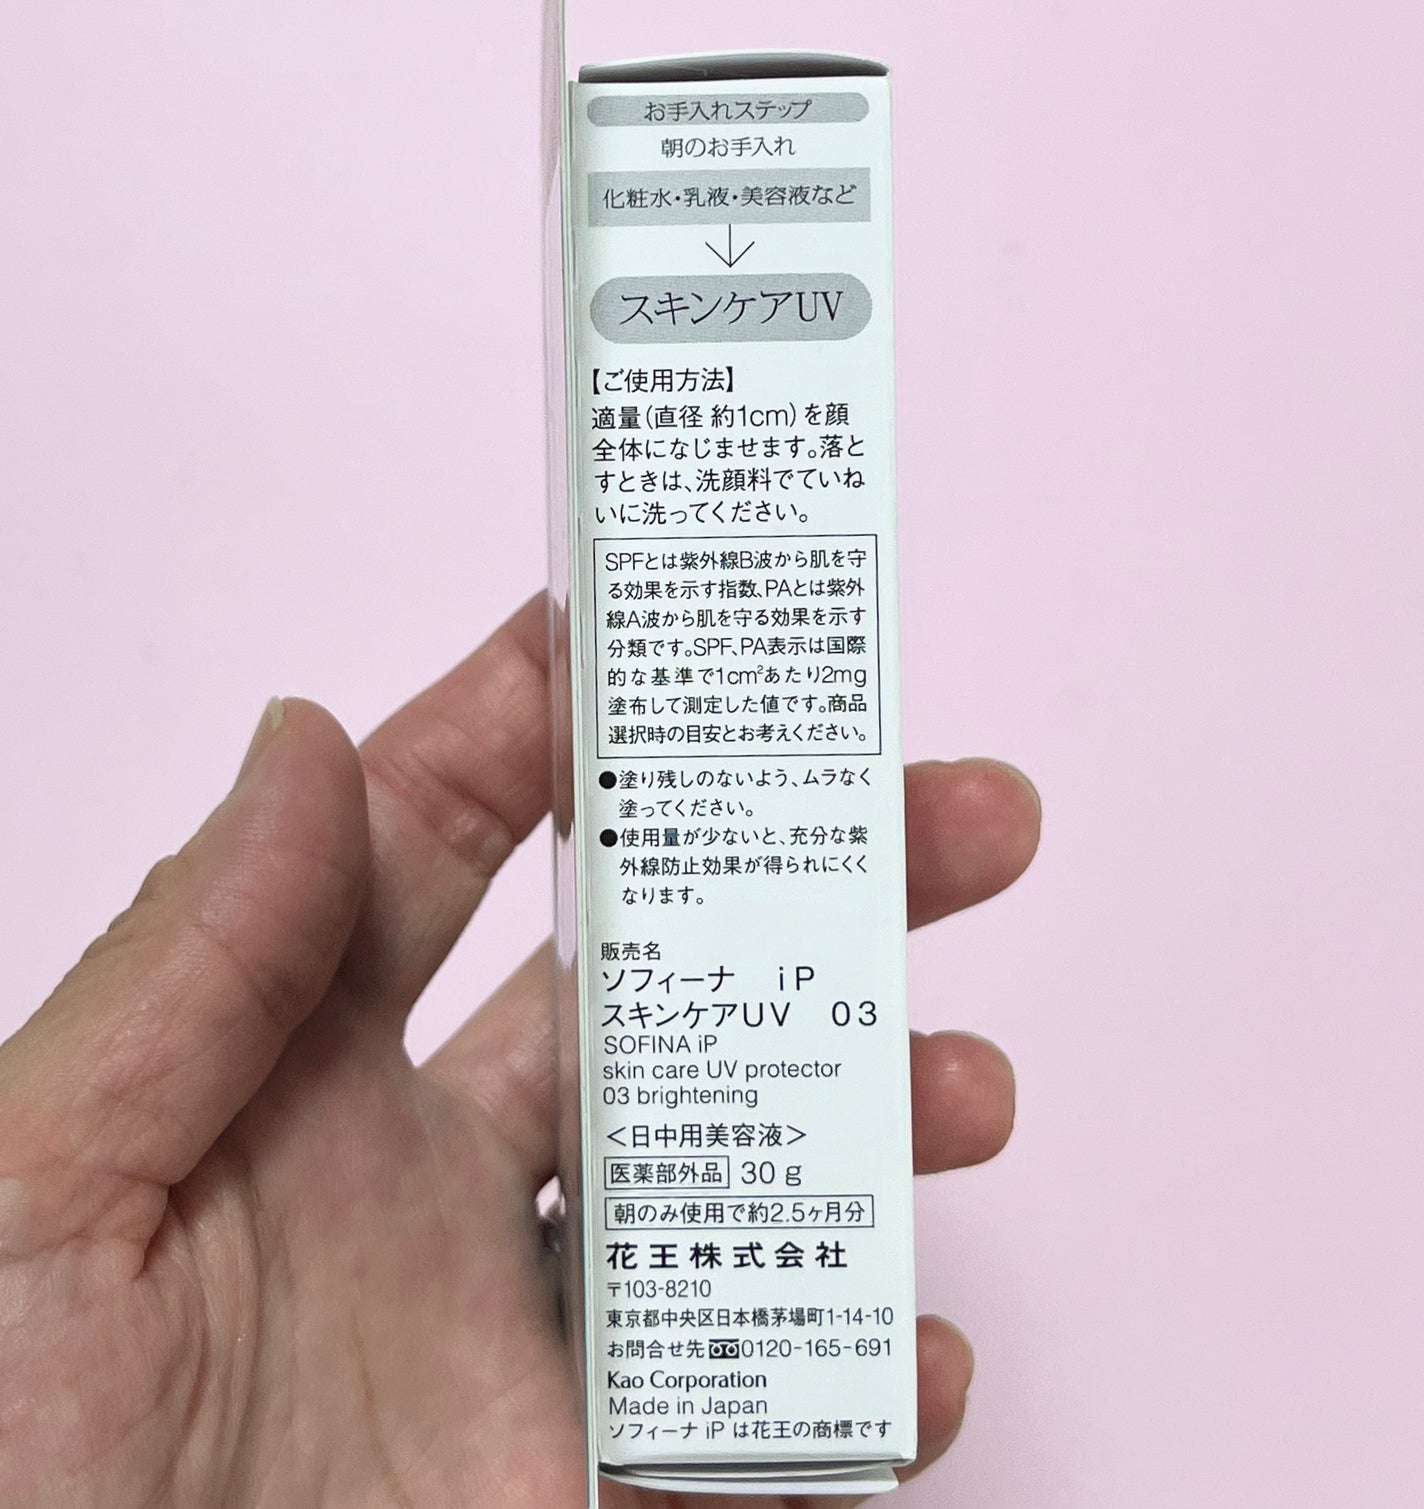 お手入れステップ
朝のお手入れ
化粧水・乳液・美容液など
スキンケアUV
【ご使用方法】
適量(直径 約1cm)を顔
全体になじませます。落と
すときは、洗顔料でていね
いに洗ってください。
SPFとは紫外線B波から肌を守
る効果を示す指数、PAとは紫外
線A波から肌を守る効果を示す
分類です。SPF、PA表示は国際
的な基準で1cm²あたり2mg
塗布して測定した値です。商品
選択時の目安とお考えください。
●塗り残しのないよう、ムラなく
塗ってください。
●使用量が少ないと、充分な紫
外線防止効果が得られにくく
なります。
販売名
ソフィーナ iP
スキンケアUV 03
SOFINA iP
skin care UV protector
03 brightening
<日中用美容液>
医薬部外品 30g
朝のみ使用で約2.5ヶ月分
花王株式会社
〒103-8210
東京都中央区日本橋茅場町1-14-10
お問合せ先 0120-165-691
Kao Corporation
Made in Japan
ソフィーナ iP は花王の商標です